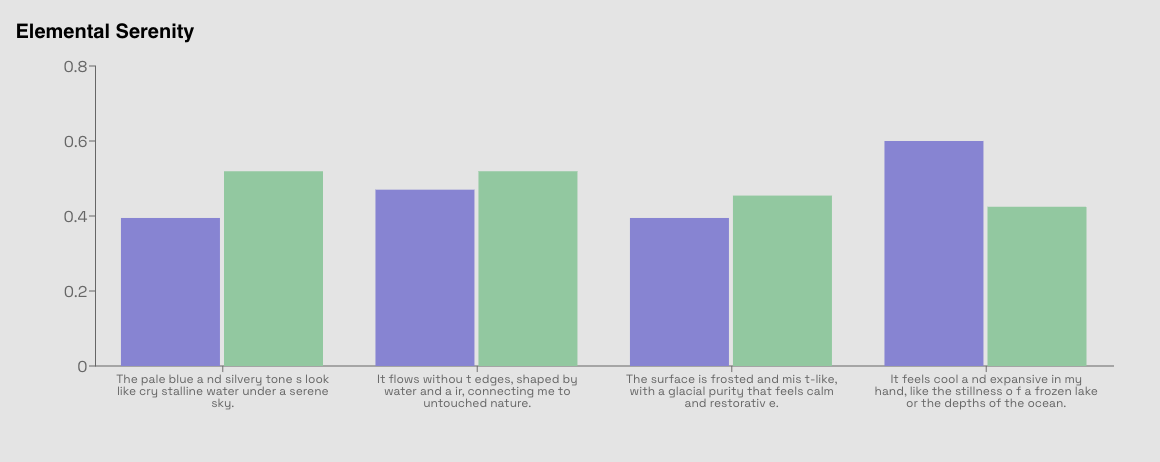 Elemental Serenity
0.8
0.6
0.4
0.2
0
The pale blue a nd silvery tone s look
like cry stalline water under a serene
sky.
It flows withou t edges, shaped by
water and a ir, connecting me to
untouched nature.
The surface is frosted and mis t-like,
with a glacial purity that feels calm
and restorativ e.
It feels cool a nd expansive in my
hand, like the stillness o f a frozen lake
or the depths of the ocean.